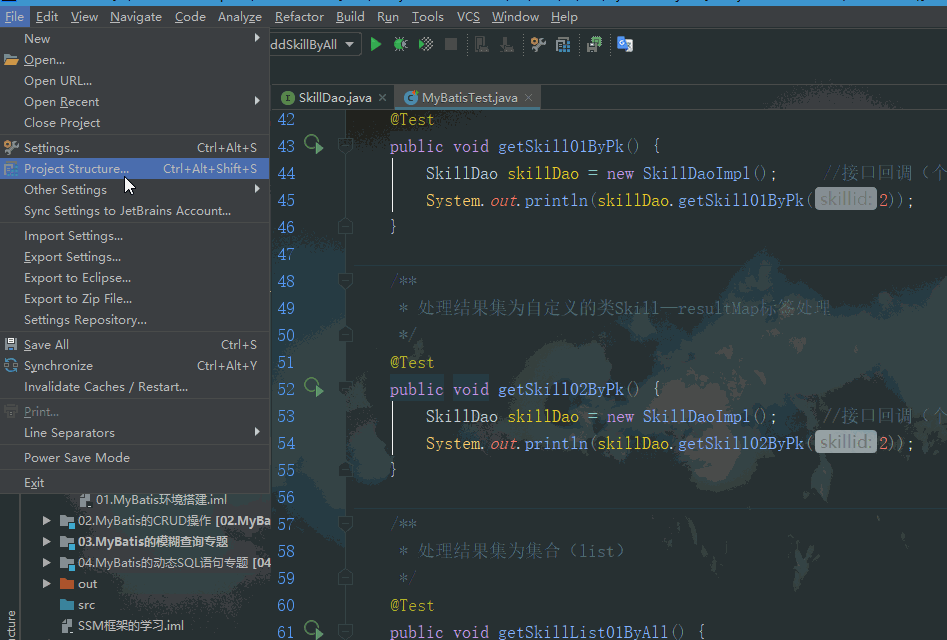 File Edit View Navigate Code Analyze Refactor Build Run Tools VCS Window Help
New
Open...
Open URL...
Open Recent
Close Project
Settings... Ctrl+Alt+S
Project Structure... Ctrl+Alt+Shift+S
Other Settings
Sync Settings to JetBrains Account...
Import Settings...
Export Settings...
Export to Eclipse...
Export to Zip File...
Settings Repository...
Save All Ctrl+S
Synchronize Ctrl+Alt+Y
Invalidate Caches / Restart...
Print...
Line Separators
Power Save Mode
Exit
01.MyBatis环境搭建.iml
02.MyBatis的CRUD操作 [02.MyBa
03.MyBatis的模糊查询专题
04.MyBatis的动态SQL语句专题 [04
out
src
SSM框架的学习.iml
cture
ddSkillByAll
SkillDao.java MyBatisTest.java
42 @Test
43 public void getSkill01ByPk() {
44 SkillDao skillDao = new SkillDaoImpl(); //接口回调（个
45 System.out.println(skillDao.getSkill01ByPk( skillid: 2));
46 }
47
48 /**
49 * 处理结果集为自定义的类Skill—resultMap标签处理
50 */
51 @Test
52 public void getSkill02ByPk() {
53 SkillDao skillDao = new SkillDaoImpl(); //接口回调（个
54 System.out.println(skillDao.getSkill02ByPk( skillid: 2));
55 }
56
57 /**
58 * 处理结果集为集合（list）
59 */
60 @Test
61 public void getSkillList01ByAll() {